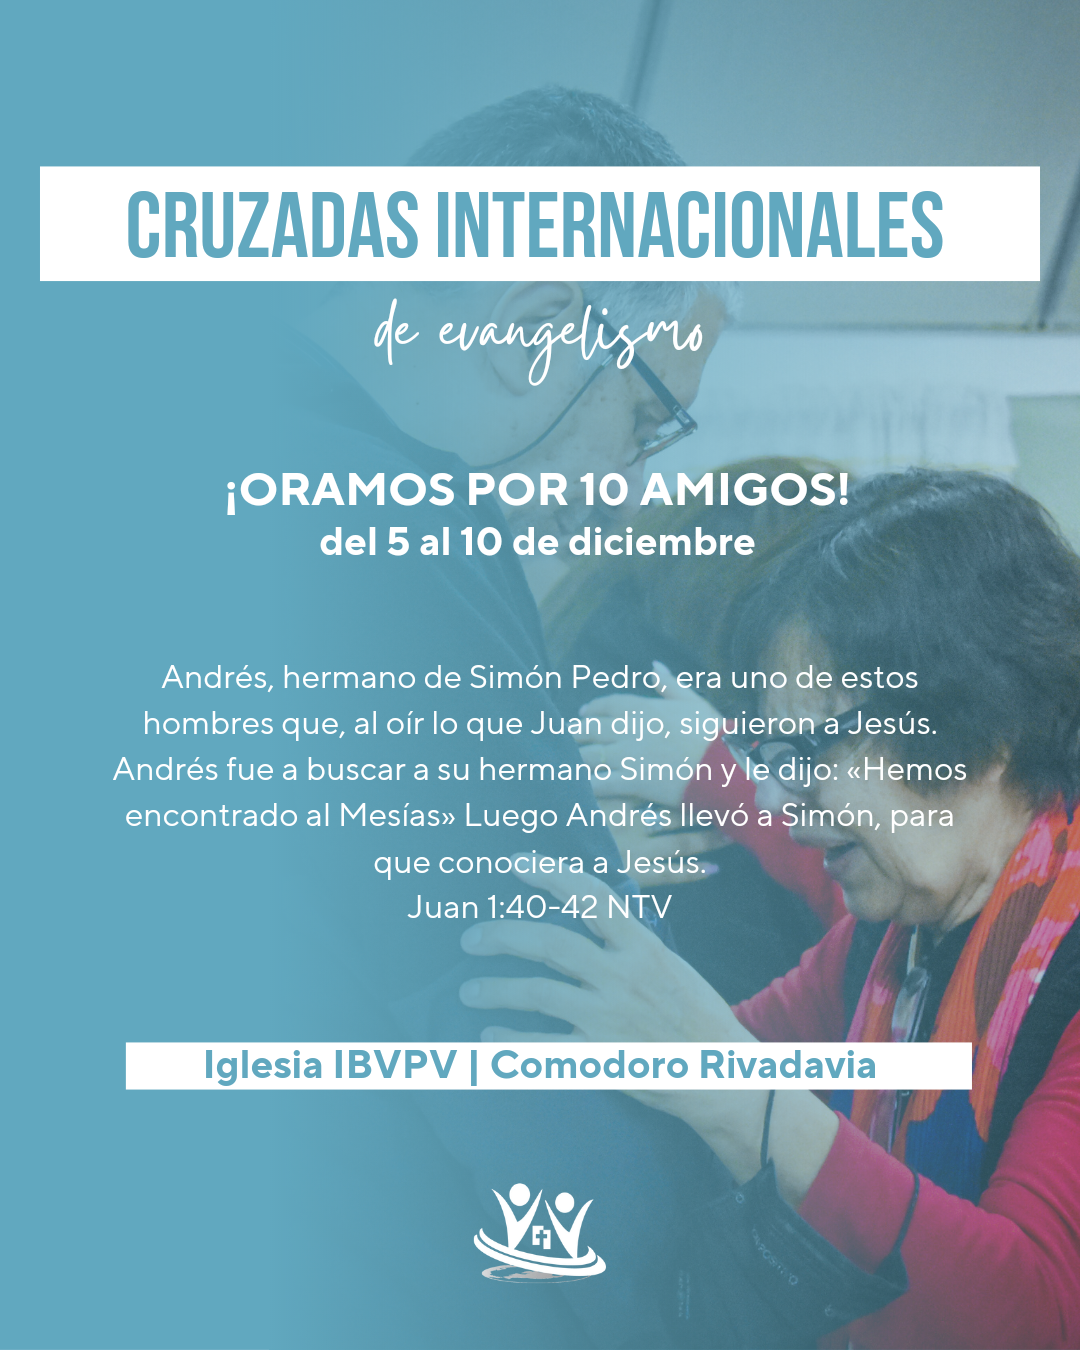 CRUZADAS INTERNACIONALES
de evangelismo
¡ORAMOS POR 10 AMIGOS!
del 5 al 10 de diciembre
Andrés, hermano de Simón Pedro, era uno de estos
hombres que, al oír lo que Juan dijo, siguieron a Jesús.
Andrés fue a buscar a su hermano Simón y le dijo: «Hemos
encontrado al Mesías» Luego Andrés llevó a Simón, para
que conociera a Jesús.
Juan 1:40-42 NTV
Iglesia IBVPV | Comodoro Rivadavia